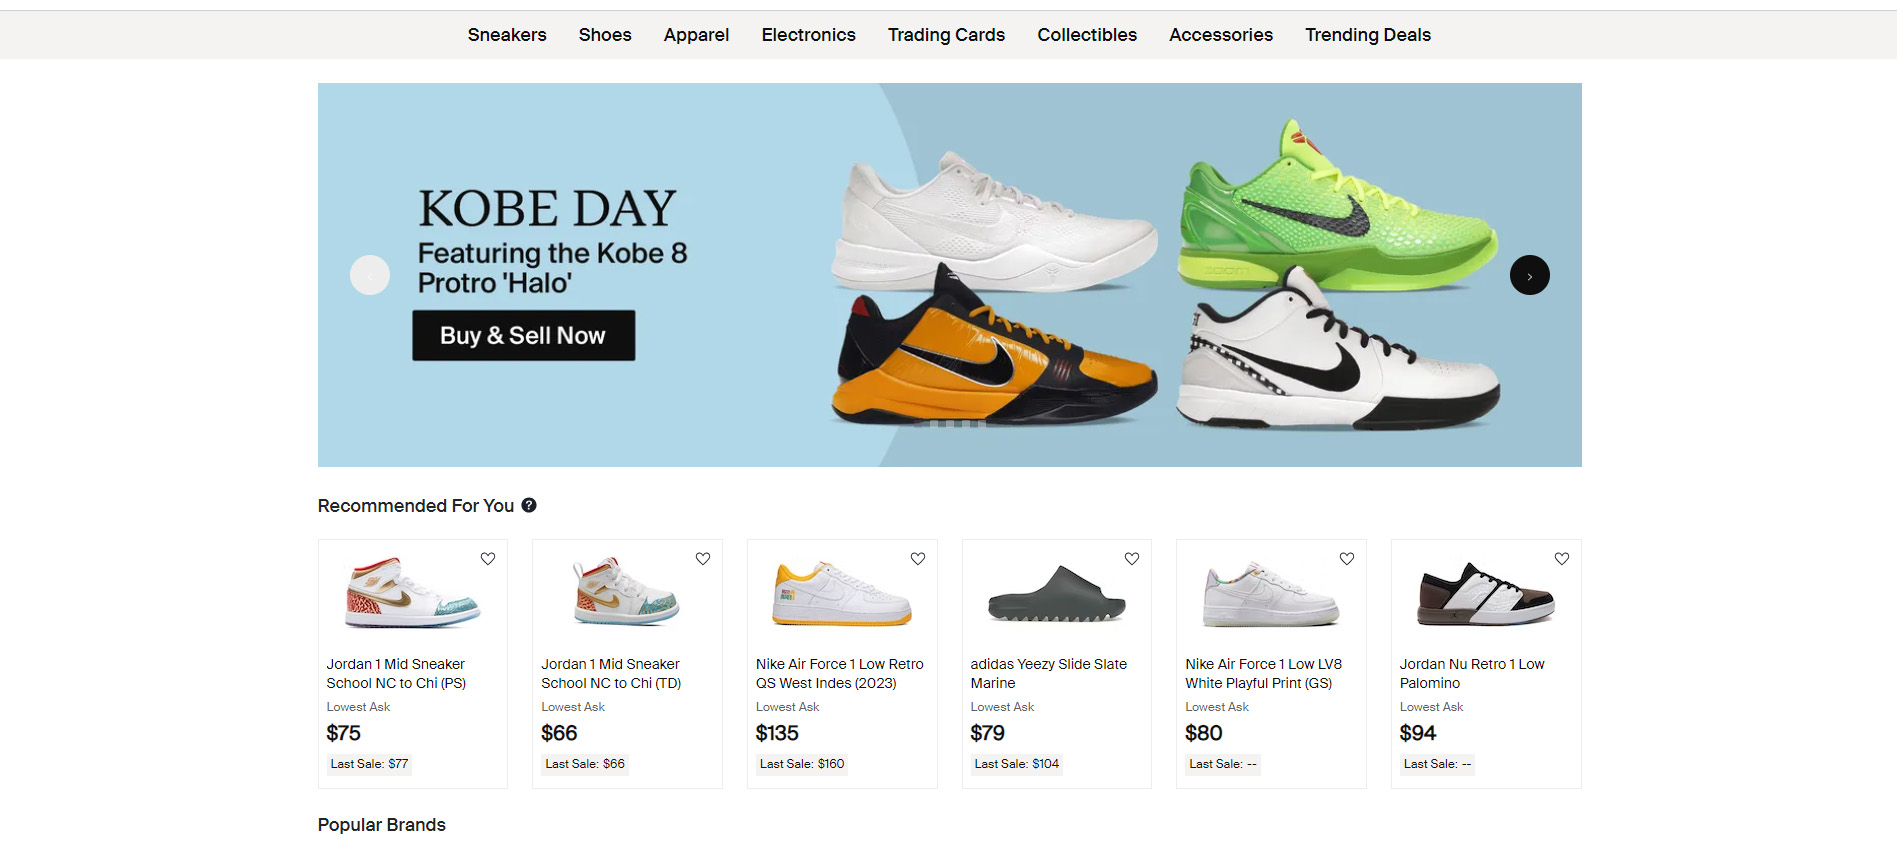 Sneakers Shoes Apparel Electronics Trading Cards Collectibles Accessories Trending Deals
KOBE DAY
Featuring the Kobe 8
Protro 'Halo'
Buy & Sell Now
Recommended For You ?
Jordan 1 Mid Sneaker
School NC to Chi (PS)
Lowest Ask
$75
Last Sale: $77
Jordan 1 Mid Sneaker
School NC to Chi (TD)
Lowest Ask
$66
Last Sale: $66
Nike Air Force 1 Low Retro
QS West Indes (2023)
Lowest Ask
$135
Last Sale: $160
adidas Yeezy Slide Slate
Marine
Lowest Ask
$79
Last Sale: $104
Nike Air Force 1 Low LV8
White Playful Print (GS)
Lowest Ask
$80
Last Sale: --
Jordan Nu Retro 1 Low
Palomino
Lowest Ask
$94
Last Sale: --
Popular Brands